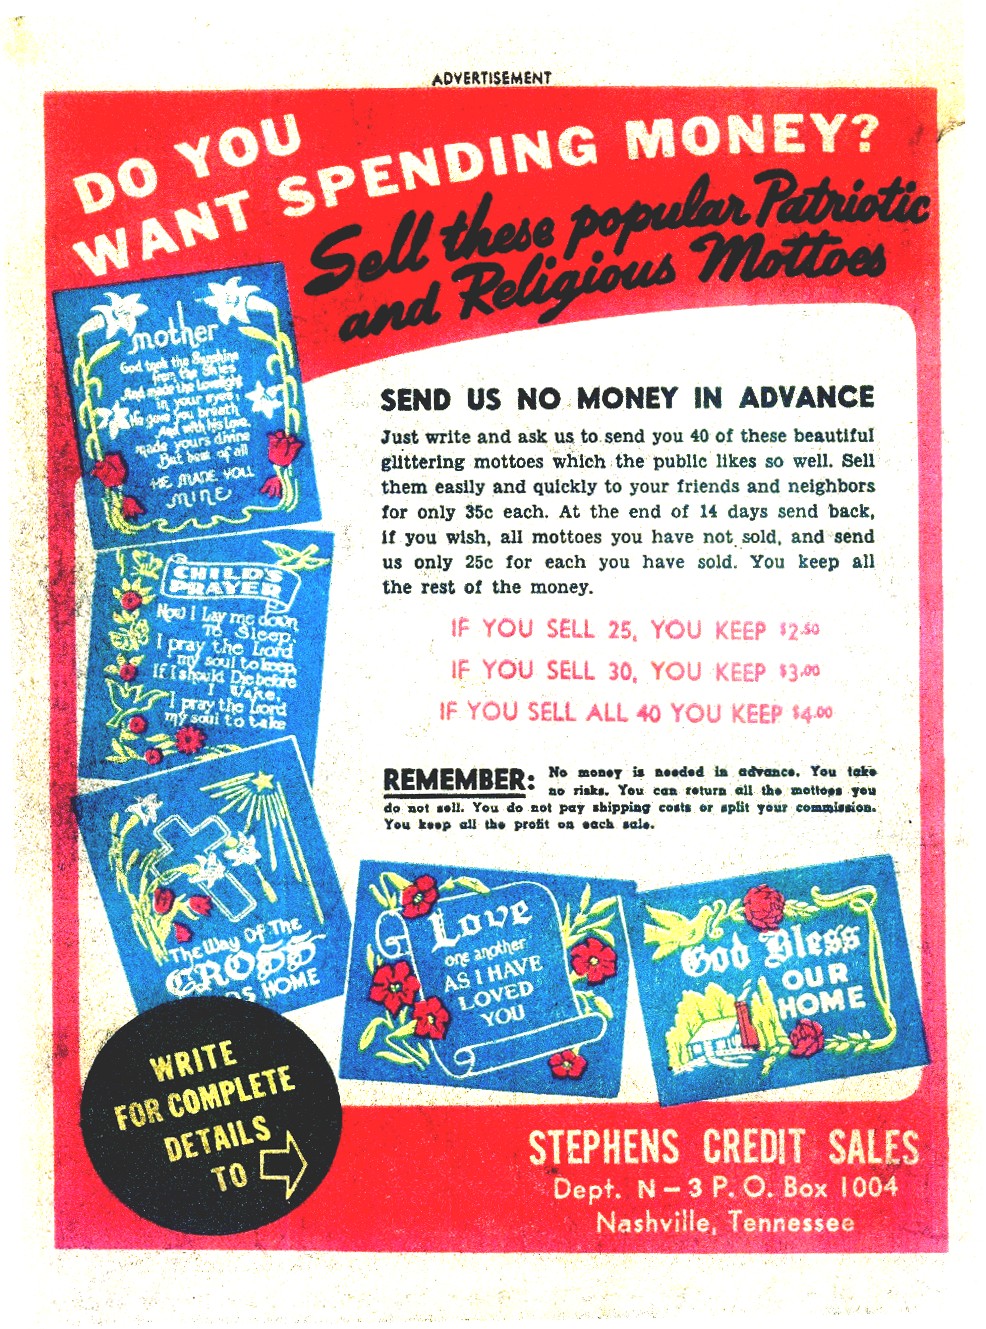 ADVERTISEMENT
DO YOU
WANT SPENDING MONEY?
Sell these popular Patriotic
and Religious Mottoes
mother
God took the Sunshine
from the Skies
And made the Lovelight
in your eyes;
He gave you breath
And with his love,
made yours divine
But best of all
HE MADE YOU
MINE
CHILD'S
PRAYER
Now I Lay me down
To Sleep,
I pray the Lord
my soul to keep
If I should Die before
I Wake,
I pray the Lord
my soul to take
The Way Of The
CROSS
DS HOME
SEND US NO MONEY IN ADVANCE
Just write and ask us to send you 40 of these beautiful
glittering mottoes which the public likes so well. Sell
them easily and quickly to your friends and neighbors
for only 35c each. At the end of 14 days send back,
if you wish, all mottoes you have not sold, and send
us only 25c for each you have sold. You keep all
the rest of the money.
IF YOU SELL 25, YOU KEEP $2.50
IF YOU SELL 30, YOU KEEP $3.00
IF YOU SELL ALL 40 YOU KEEP $4.00
REMEMBER: No money is needed in advance. You take
no risks. You can return all the mottoes you
do not sell. You do not pay shipping costs or split your commission.
You keep all the profit on each sale.
Love
one another
AS I HAVE
LOVED
YOU
God Bless
OUR
HOME
WRITE
FOR COMPLETE
DETAILS
TO
STEPHENS CREDIT SALES
Dept. N-3 P. O. Box 1004
Nashville, Tennessee